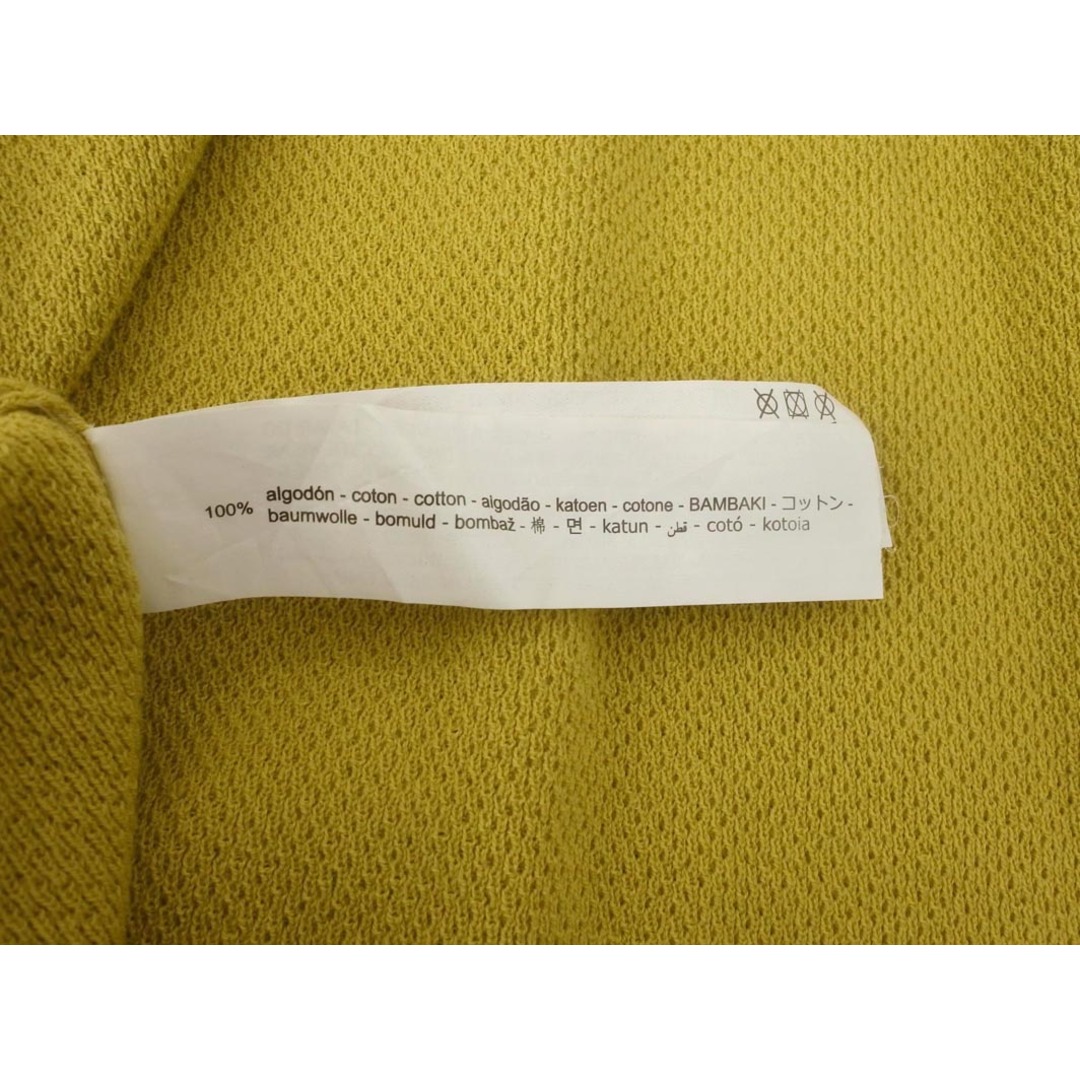 100% algodón - coton - cotton - algodão - katoen - cotone - BAMBAKI - コットン -
baumwolle - bomuld - bombaž - 棉 - 면 - katun - قطن - cotó - kotoia